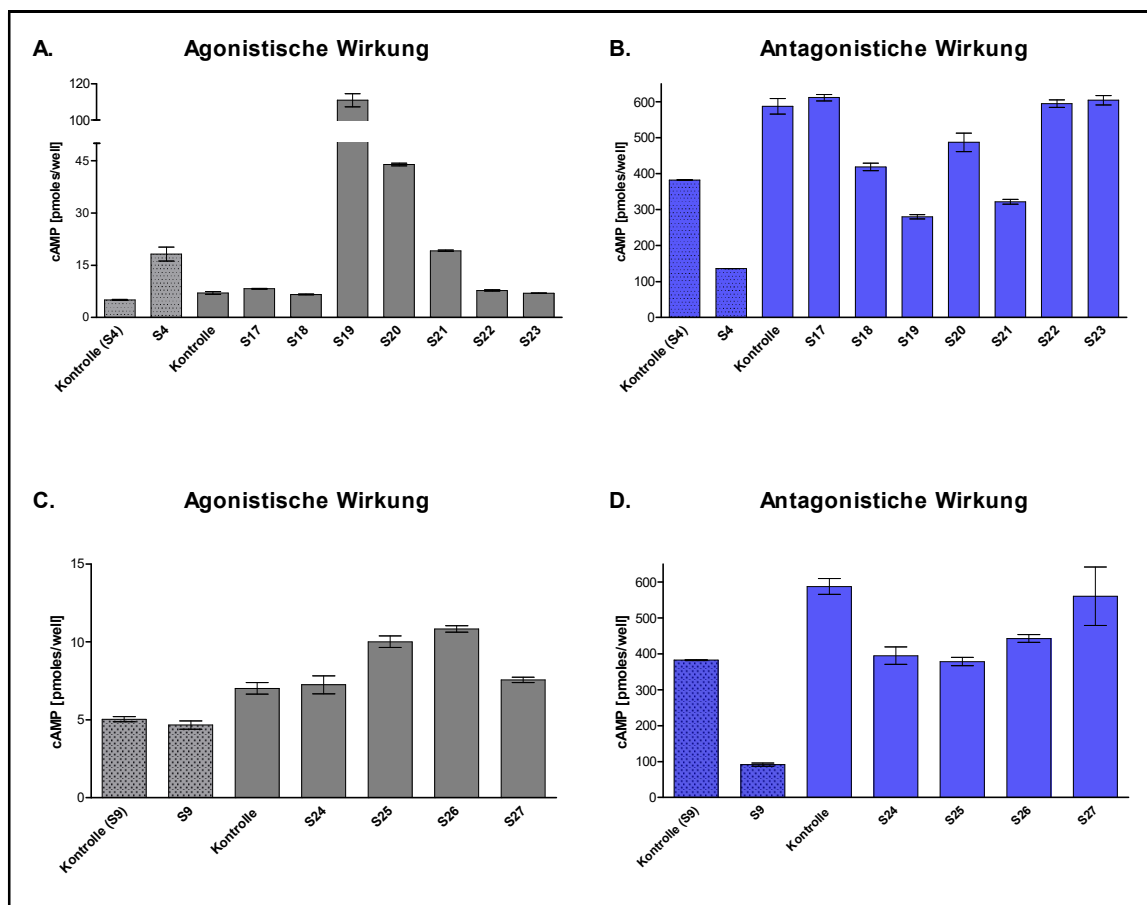 A. Agonistische Wirkung
120
100
45
30
15
0
cAMP [pmoles/well]
Kontrolle (S4) S4 Kontrolle S17 S18 S19 S20 S21 S22 S23
B. Antagonistiche Wirkung
600
500
400
300
200
100
0
cAMP [pmoles/well]
Kontrolle (S4) S4 Kontrolle S17 S18 S19 S20 S21 S22 S23
C. Agonistische Wirkung
15
10
5
0
cAMP [pmoles/well]
Kontrolle (S9) S9 Kontrolle S24 S25 S26 S27
D. Antagonistiche Wirkung
600
500
400
300
200
100
0
cAMP [pmoles/well]
Kontrolle (S9) S9 Kontrolle S24 S25 S26 S27